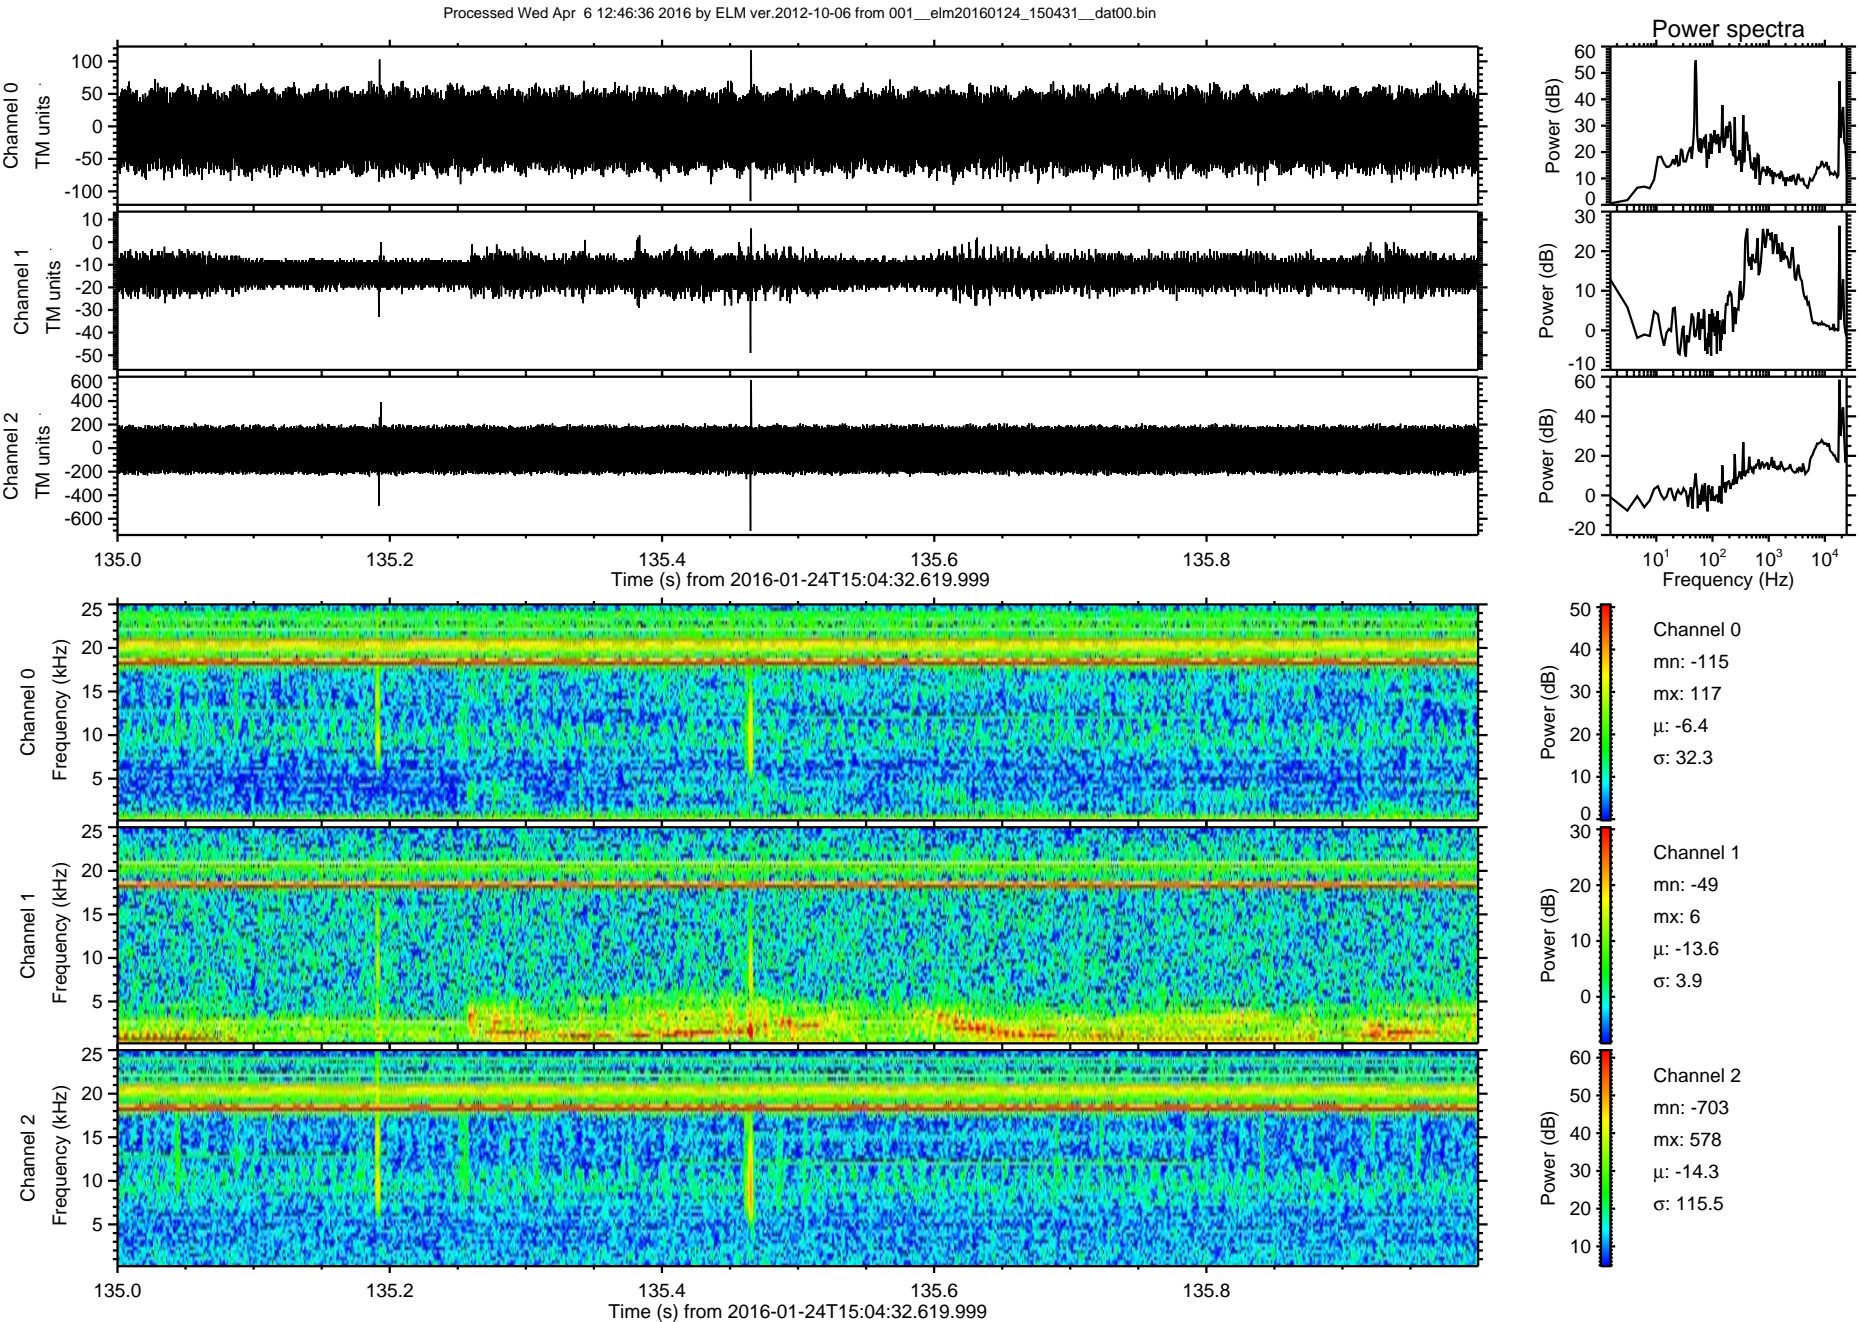 Processed Wed Apr  6 12:46:36 2016 by ELM ver.2012-10-06 from 001__elm20160124_150431__dat00.bin
Power spectra
Channel 0
TM units
100
50
0
-50
-100
Power (dB)
60
50
40
30
20
10
0
Channel 1
TM units
10
0
-10
-20
-30
-40
-50
Power (dB)
30
20
10
0
-10
Channel 2
TM units
600
400
200
0
-200
-400
-600
Power (dB)
60
40
20
0
-20
135.0
135.2
135.4
135.6
135.8
Time (s) from 2016-01-24T15:04:32.619.999
10¹
10²
10³
10⁴
Frequency (Hz)
Channel 0
Frequency (kHz)
25
20
15
10
5
Power (dB)
50
40
30
20
10
0
Channel 0
mn: -115
mx: 117
μ: -6.4
σ: 32.3
Channel 1
Frequency (kHz)
25
20
15
10
5
Power (dB)
30
20
10
0
Channel 1
mn: -49
mx: 6
μ: -13.6
σ: 3.9
Channel 2
Frequency (kHz)
25
20
15
10
5
Power (dB)
60
50
40
30
20
10
Channel 2
mn: -703
mx: 578
μ: -14.3
σ: 115.5
135.0
135.2
135.4
135.6
135.8
Time (s) from 2016-01-24T15:04:32.619.999